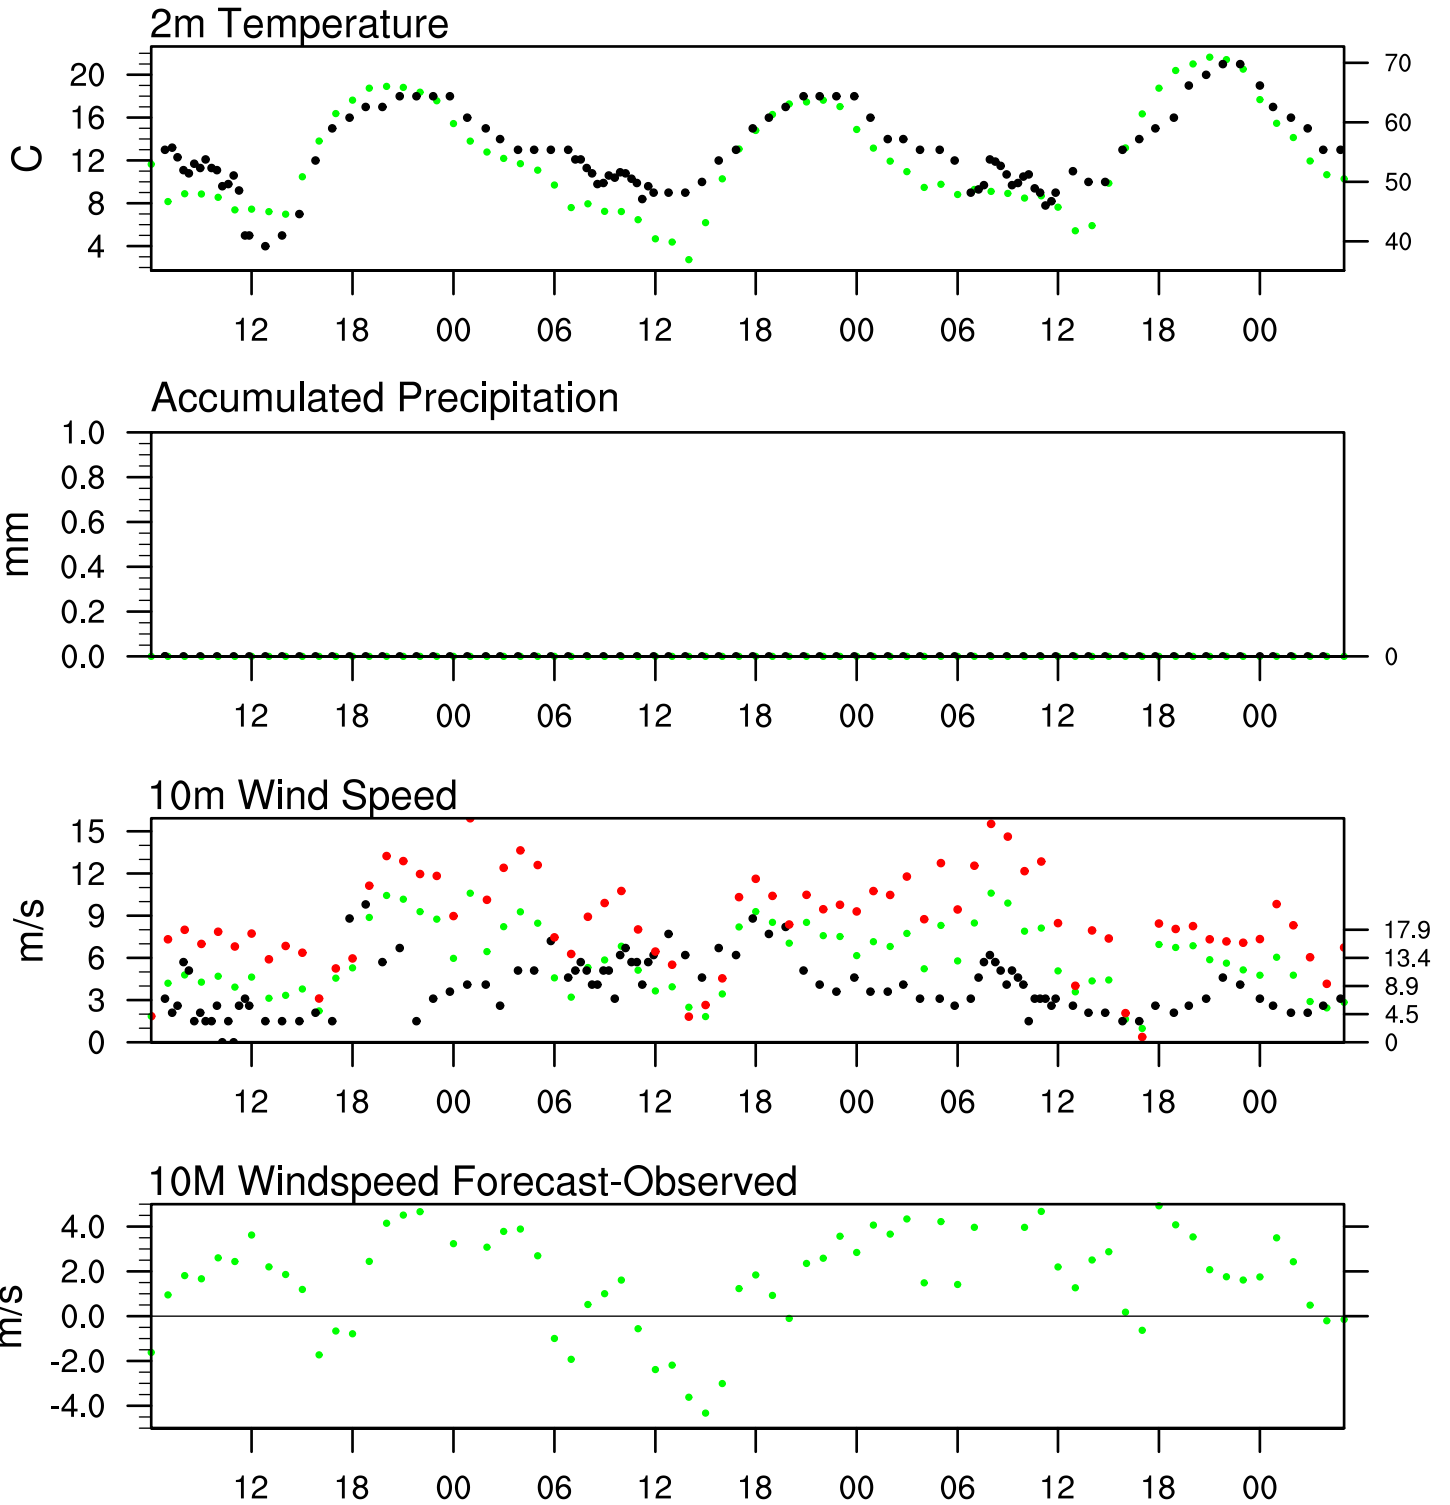 2m Temperature
20
16
12
8
4
C
70
60
50
40
12 18 00 06 12 18 00 06 12 18 00
Accumulated Precipitation
1.0
0.8
0.6
0.4
0.2
0.0
mm
0
12 18 00 06 12 18 00 06 12 18 00
10m Wind Speed
15
12
9
6
3
0
m/s
17.9
13.4
8.9
4.5
0
12 18 00 06 12 18 00 06 12 18 00
10M Windspeed Forecast-Observed
4.0
2.0
0.0
-2.0
-4.0
m/s
12 18 00 06 12 18 00 06 12 18 00